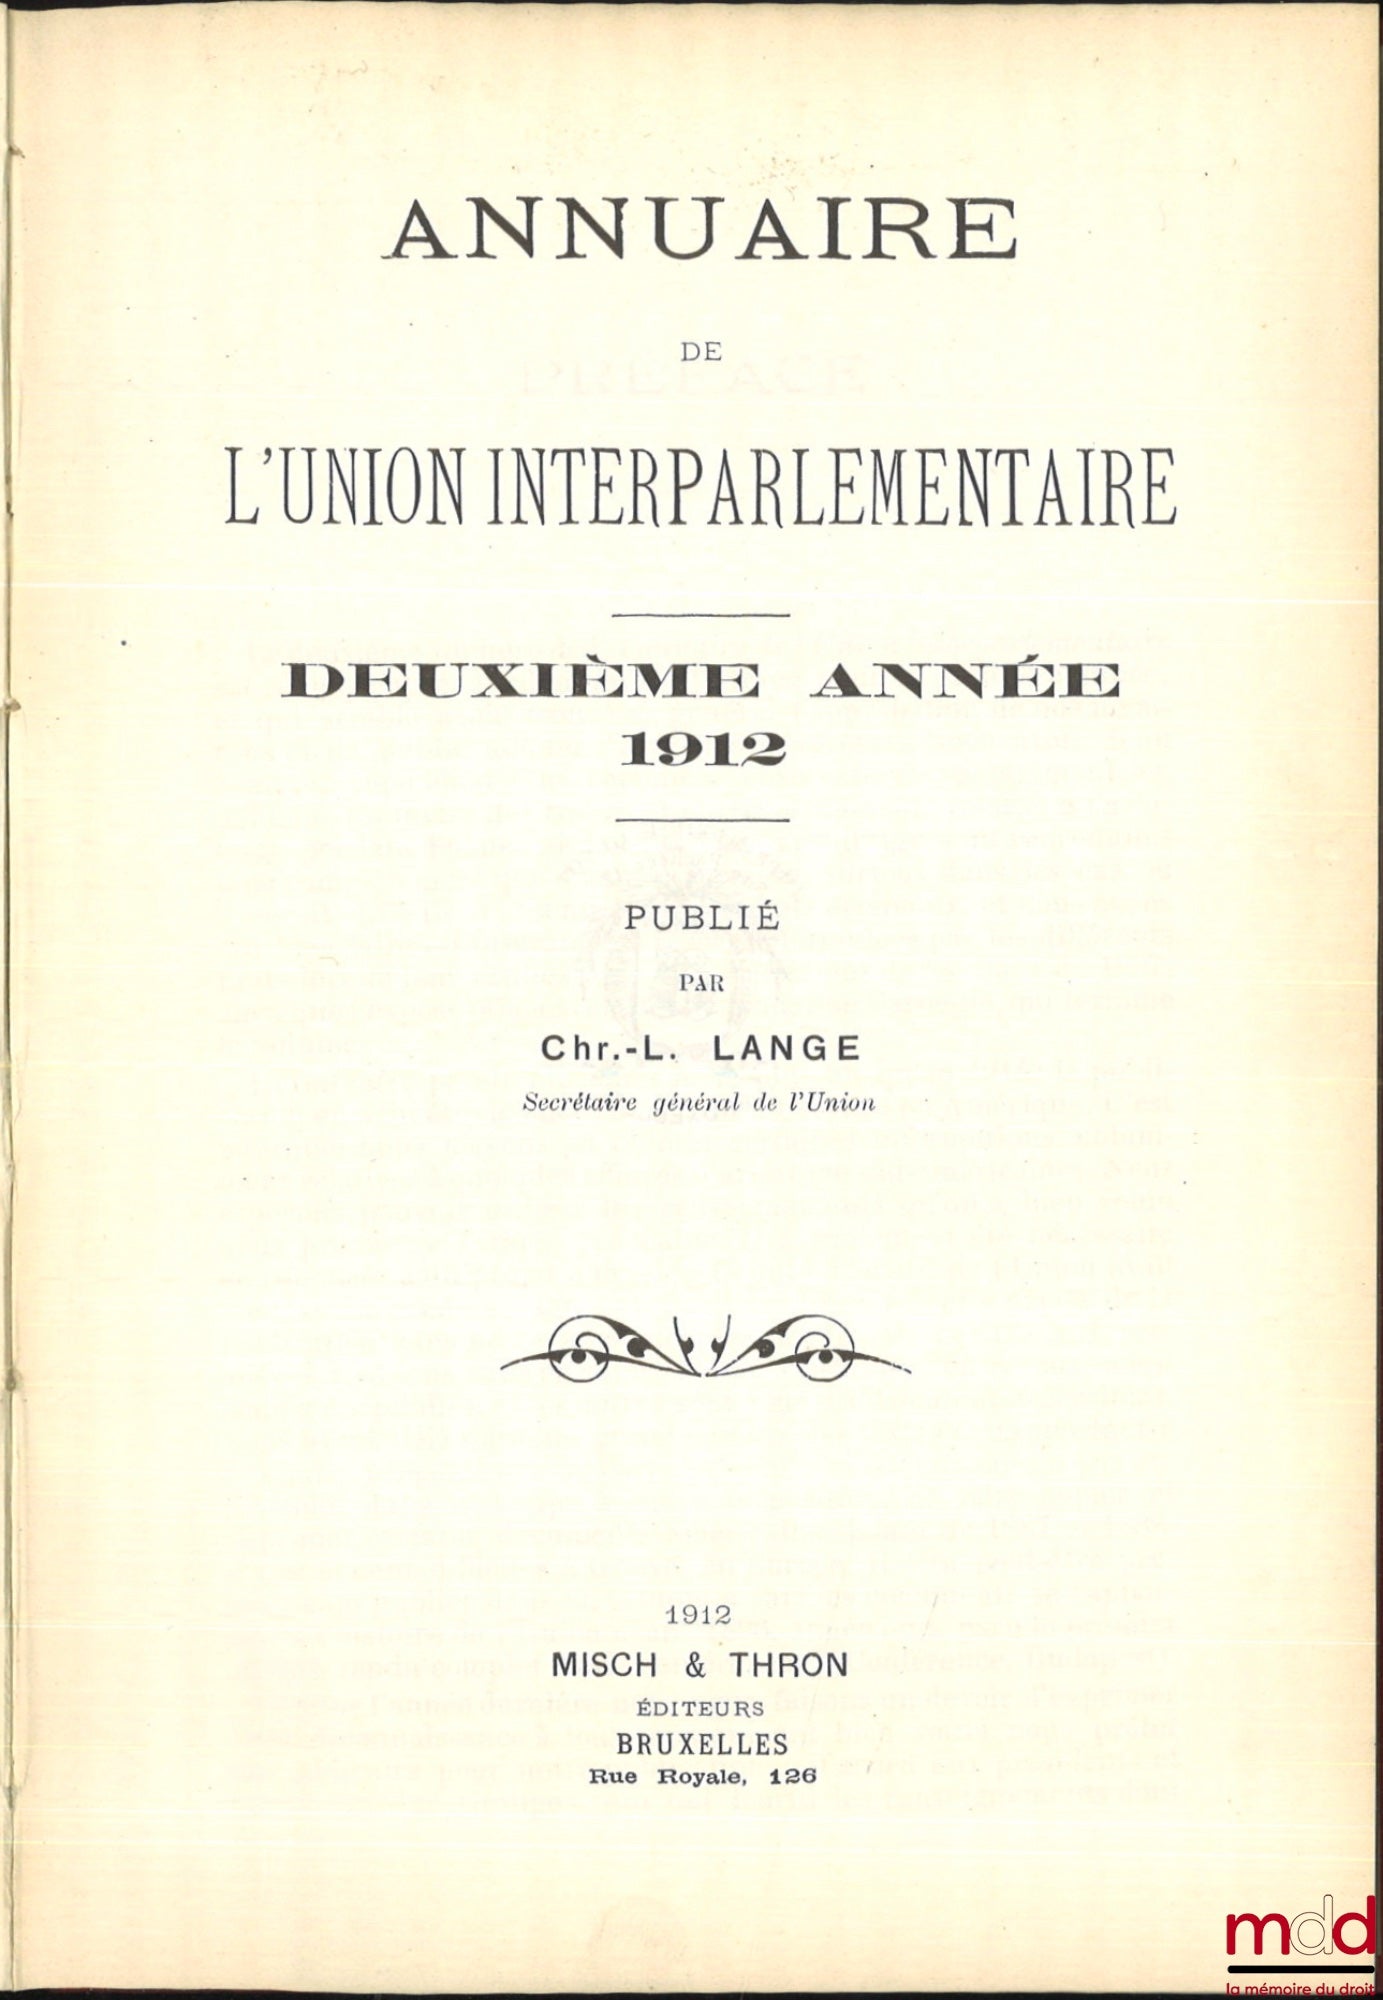 ANNUAIRE
DE
L'UNION INTERPARLEMENTAIRE
DEUXIÈME ANNÉE
1912
PUBLIÉ
PAR
Chr.-L. LANGE
Secrétaire général de l'Union
1912
MISCH & THRON
ÉDITEURS
BRUXELLES
Rue Royale, 126
mdd
la mémoire du droit